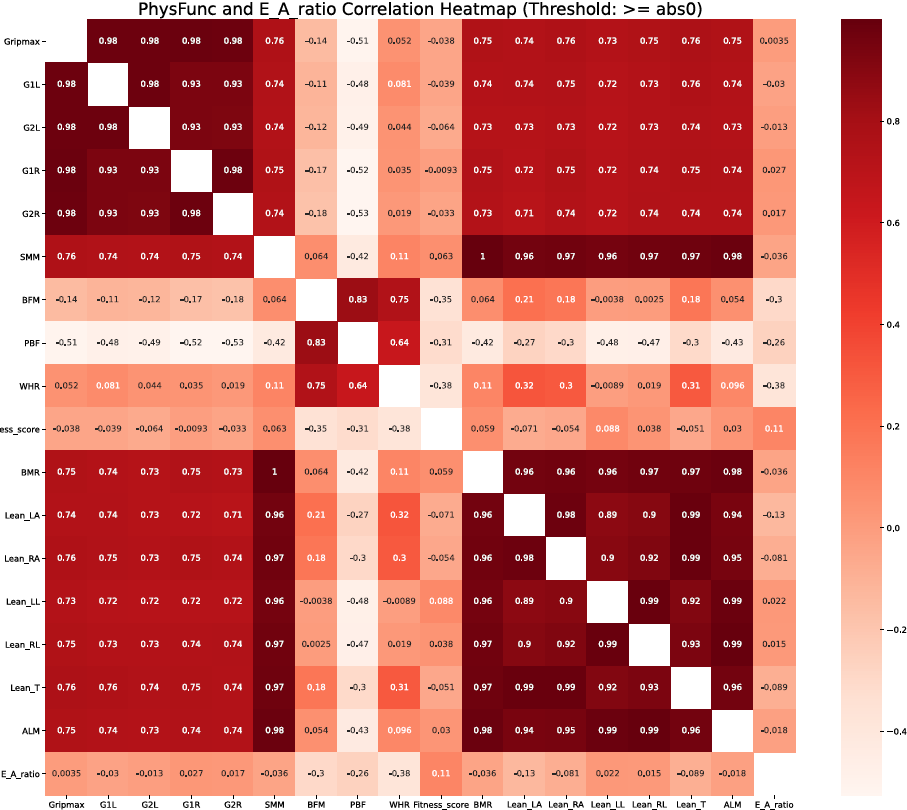 PhysFunc and E_A_ratio Correlation Heatmap (Threshold: >= abs0)
Gripmax 0.98 0.98 0.98 0.98 0.76 -0.14 -0.51 0.052 -0.038 0.75 0.74 0.76 0.73 0.75 0.76 0.75 0.0035
G1L 0.98 0.98 0.93 0.93 0.74 -0.11 -0.48 0.081 -0.039 0.74 0.74 0.75 0.72 0.73 0.76 0.74 -0.03
G2L 0.98 0.98 0.93 0.93 0.74 -0.12 -0.49 0.044 -0.064 0.73 0.73 0.73 0.72 0.73 0.74 0.73 -0.013
G1R 0.98 0.93 0.93 0.98 0.75 -0.17 -0.52 0.035 -0.0093 0.75 0.72 0.75 0.72 0.74 0.75 0.74 0.027
G2R 0.98 0.93 0.93 0.98 0.74 -0.18 -0.53 0.019 -0.033 0.73 0.71 0.74 0.72 0.74 0.74 0.74 0.017
SMM 0.76 0.74 0.74 0.75 0.74 0.064 -0.42 0.11 0.063 1 0.96 0.97 0.96 0.97 0.97 0.98 -0.036
BFM -0.14 -0.11 -0.12 -0.17 -0.18 0.064 0.83 0.75 -0.35 0.064 0.21 0.18 -0.0038 0.0025 0.18 0.054 -0.3
PBF -0.51 -0.48 -0.49 -0.52 -0.53 -0.42 0.83 0.64 -0.31 -0.42 -0.27 -0.3 -0.48 -0.47 -0.3 -0.43 -0.26
WHR 0.052 0.081 0.044 0.035 0.019 0.11 0.75 0.64 -0.38 0.11 0.32 0.3 -0.0089 0.019 0.31 0.096 -0.38
ess_score -0.038 -0.039 -0.064 -0.0093 -0.033 0.063 -0.35 -0.31 -0.38 0.059 -0.071 -0.054 0.088 0.038 -0.051 0.03 0.11
BMR 0.75 0.74 0.73 0.75 0.73 1 0.064 -0.42 0.11 0.059 0.96 0.96 0.96 0.97 0.97 0.98 -0.036
Lean_LA 0.74 0.74 0.73 0.72 0.71 0.96 0.21 -0.27 0.32 -0.071 0.96 0.98 0.89 0.9 0.99 0.94 -0.13
Lean_RA 0.76 0.75 0.73 0.75 0.74 0.97 0.18 -0.3 0.3 -0.054 0.96 0.98 0.9 0.92 0.99 0.95 -0.081
Lean_LL 0.73 0.72 0.72 0.72 0.72 0.96 -0.0038 -0.48 -0.0089 0.088 0.96 0.89 0.9 0.99 0.92 0.99 0.022
Lean_RL 0.75 0.73 0.73 0.74 0.74 0.97 0.0025 -0.47 0.019 0.038 0.97 0.9 0.92 0.99 0.93 0.99 0.015
Lean_T 0.76 0.76 0.74 0.75 0.74 0.97 0.18 -0.3 0.31 -0.051 0.97 0.99 0.99 0.92 0.93 0.96 -0.089
ALM 0.75 0.74 0.73 0.74 0.74 0.98 0.054 -0.43 0.096 0.03 0.98 0.94 0.95 0.99 0.99 0.96 -0.018
E_A_ratio 0.0035 -0.03 -0.013 0.027 0.017 -0.036 -0.3 -0.26 -0.38 0.11 -0.036 -0.13 -0.081 0.022 0.015 -0.089 -0.018
Gripmax G1L G2L G1R G2R SMM BFM PBF WHR Fitness_score BMR Lean_LA Lean_RA Lean_LL Lean_RL Lean_T ALM E_A_ratio
0.8
0.6
0.4
0.2
0.0
−0.2
−0.4